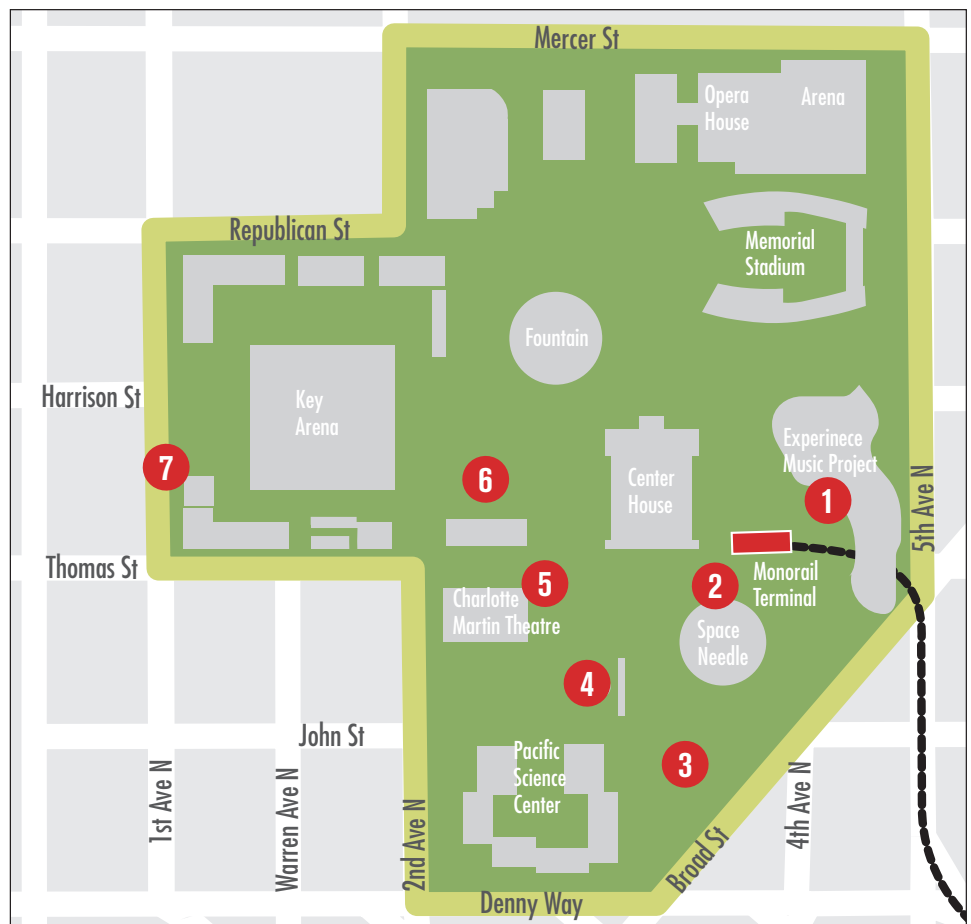 Mercer St
Opera
House
Arena
Republican St
Memorial
Stadium
Fountain
Harrison St
Key
Arena
Experinece
Music Project
7
6
Center
House
1
5th Ave N
Thomas St
Monorail
Terminal
5
2
Charlotte
Martin Theatre
Space
Needle
4
John St
Pacific
Science
Center
3
1st Ave N
Warren Ave N
2nd Ave N
Broad St
4th Ave N
Denny Way